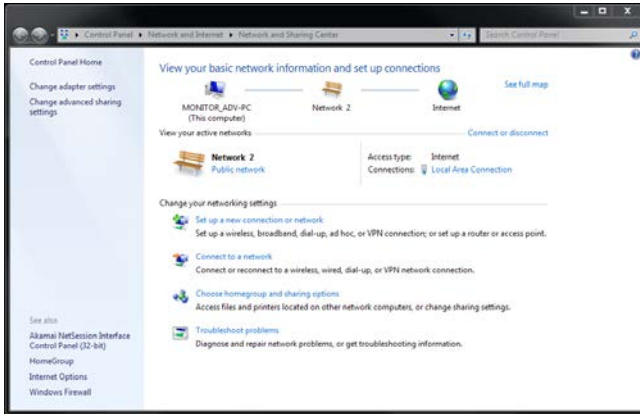 Control Panel ▸ Network and Internet ▸ Network and Sharing Center
Search Control Panel
Control Panel Home
Change adapter settings
Change advanced sharing
settings
View your basic network information and set up connections
See full map
MONITOR_ADV-PC
(This computer)
Network 2
Internet
View your active networks
Connect or disconnect
Network 2
Public network
Access type: Internet
Connections: Local Area Connection
Change your networking settings
Set up a new connection or network
Set up a wireless, broadband, dial-up, ad hoc, or VPN connection; or set up a router or access point.
Connect to a network
Connect or reconnect to a wireless, wired, dial-up, or VPN network connection.
Choose homegroup and sharing options
Access files and printers located on other network computers, or change sharing settings.
Troubleshoot problems
Diagnose and repair network problems, or get troubleshooting information.
See also
Akamai NetSession Interface
Control Panel (32-bit)
HomeGroup
Internet Options
Windows Firewall